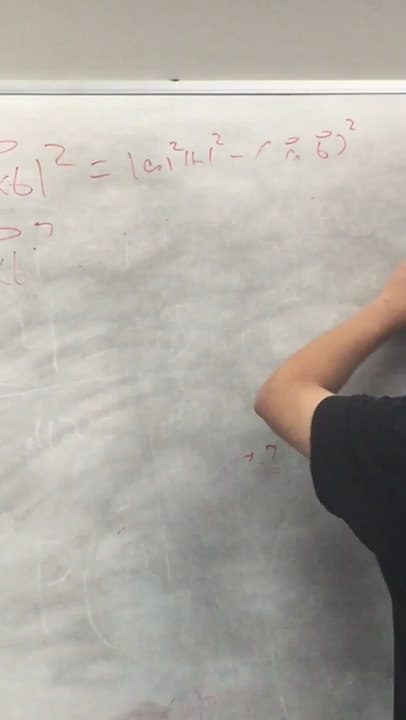 ×b|² = |a|²|b|² - (a⃗ b⃗)²
×b
→ ?